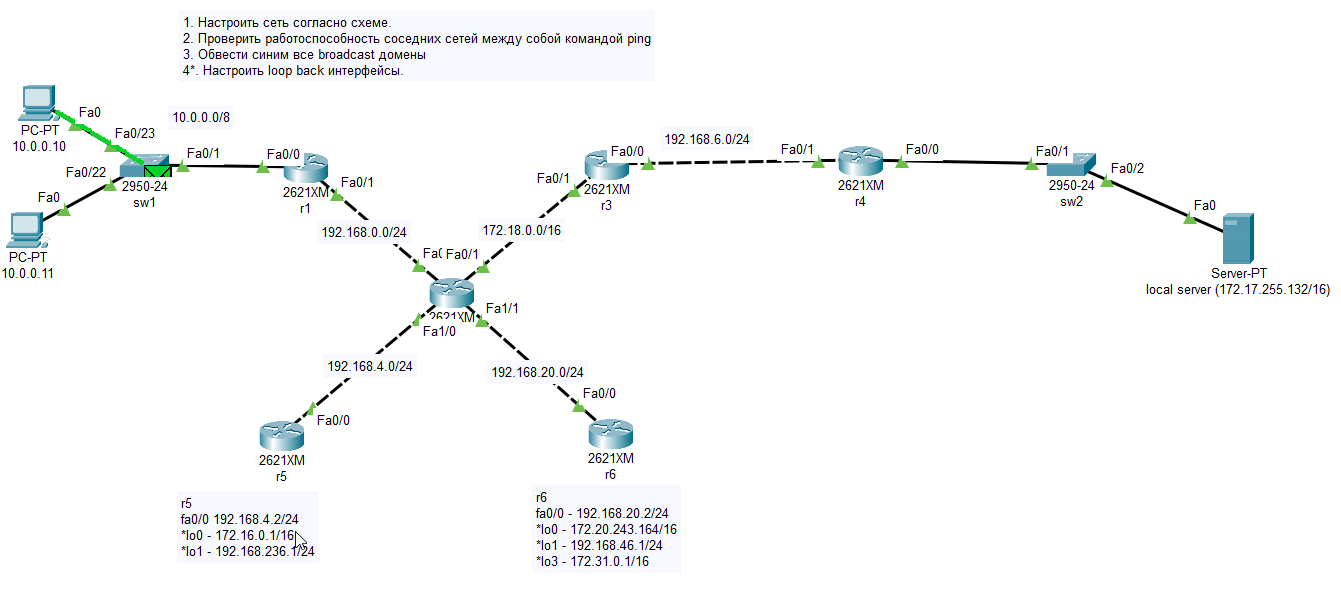 1. Настроить сеть согласно схеме.
2. Проверить работоспособность соседних сетей между собой командой ping
3. Обвести синим все broadcast домены
4*. Настроить loop back интерфейсы.
Fa0
PC-PT
10.0.0.10
Fa0/23
10.0.0.0/8
Fa0/1
Fa0/0
Fa0/22
2950-24
sw1
Fa0
PC-PT
10.0.0.11
2621XM
r1
Fa0/1
192.168.0.0/24
Fa0/0
Fa0/1
2621XM
r3
192.168.6.0/24
Fa0/1
Fa0/0
2621XM
r4
Fa0/1
2950-24
sw2
Fa0/2
Fa0
Server-PT
local server (172.17.255.132/16)
172.18.0.0/16
Fa0/1
2621XM
Fa1/0
Fa1/1
192.168.4.0/24
192.168.20.0/24
Fa0/0
2621XM
r5
Fa0/0
2621XM
r6
r5
fa0/0 192.168.4.2/24
*lo0 - 172.16.0.1/16
*lo1 - 192.168.236.1/24
r6
fa0/0 - 192.168.20.2/24
*lo0 - 172.20.243.164/16
*lo1 - 192.168.46.1/24
*lo3 - 172.31.0.1/16